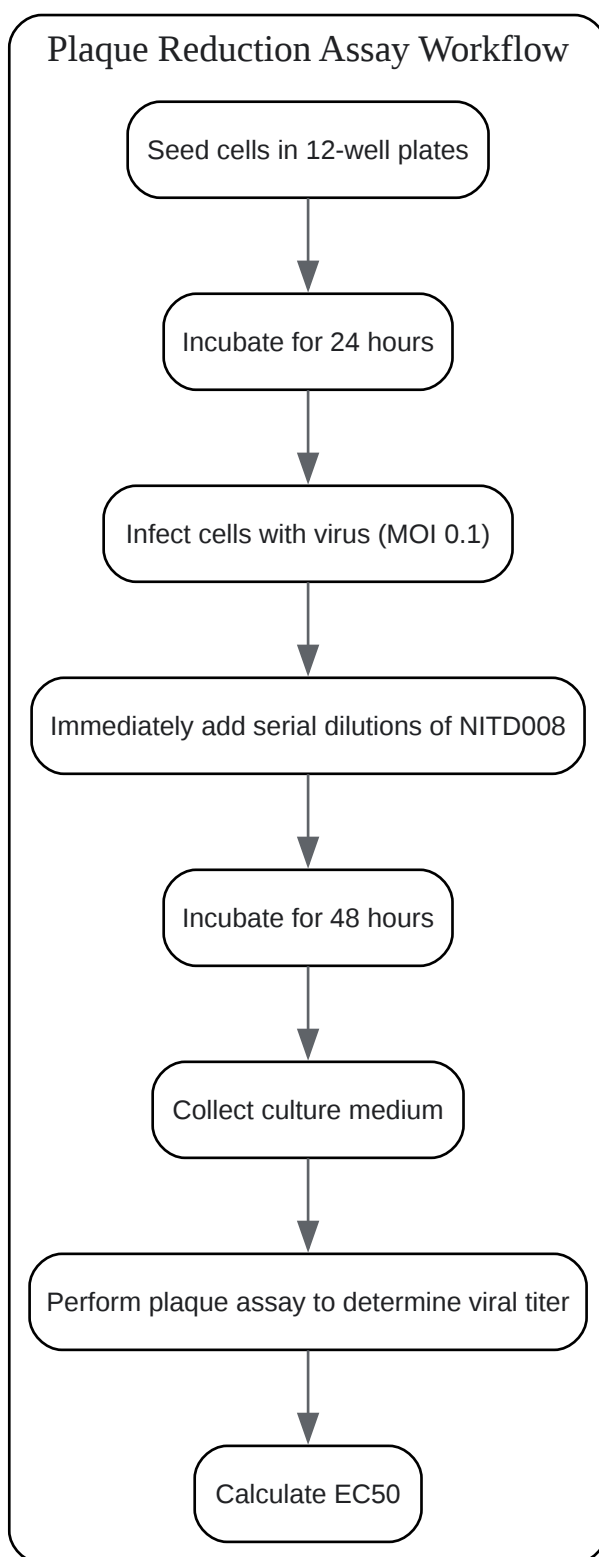 Plaque Reduction Assay Workflow
Seed cells in 12-well plates
Incubate for 24 hours
Infect cells with virus (MOI 0.1)
Immediately add serial dilutions of NITD008
Incubate for 48 hours
Collect culture medium
Perform plaque assay to determine viral titer
Calculate EC50